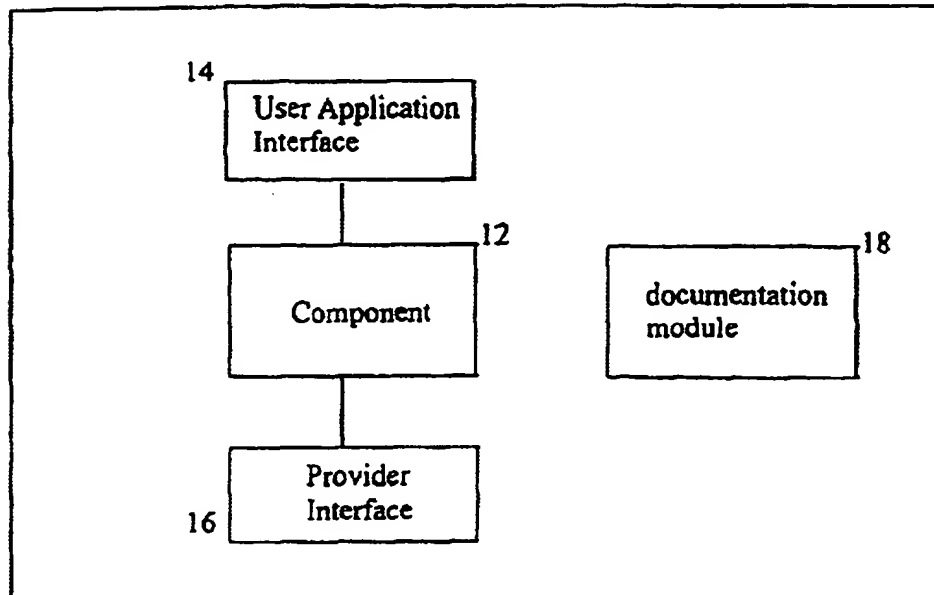 14
User Application
Interface
12
Component
18
documentation
module
Provider
Interface
16